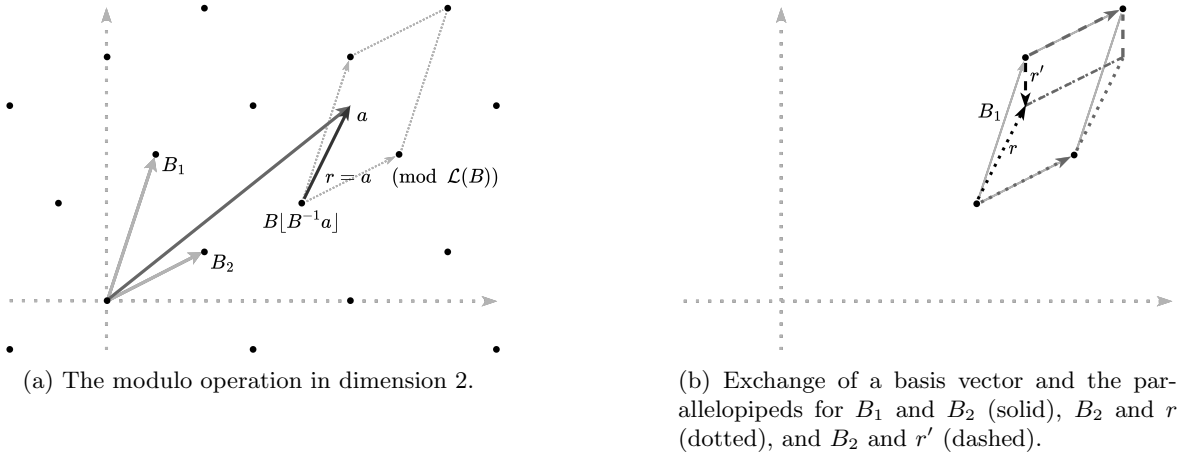 B₁
B₂
a
r = a (mod ℒ(B))
B⌊B⁻¹a⌋
(a) The modulo operation in dimension 2.
r′
B₁
r
(b) Exchange of a basis vector and the par-
allelopipeds for B₁ and B₂ (solid), B₂ and r
(dotted), and B₂ and r′ (dashed).